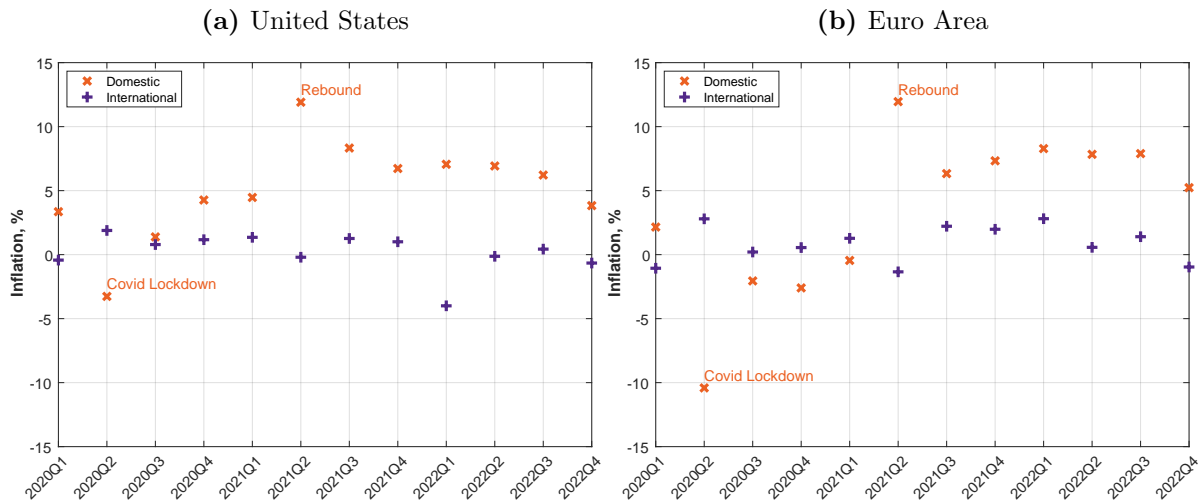 (a) United States
15
10
5
0
-5
-10
-15
Inflation, %
Domestic
International
Rebound
Covid Lockdown
2020Q1
2020Q2
2020Q3
2020Q4
2021Q1
2021Q2
2021Q3
2021Q4
2022Q1
2022Q2
2022Q3
2022Q4
(b) Euro Area
15
10
5
0
-5
-10
-15
Inflation, %
Domestic
International
Rebound
Covid Lockdown
2020Q1
2020Q2
2020Q3
2020Q4
2021Q1
2021Q2
2021Q3
2021Q4
2022Q1
2022Q2
2022Q3
2022Q4